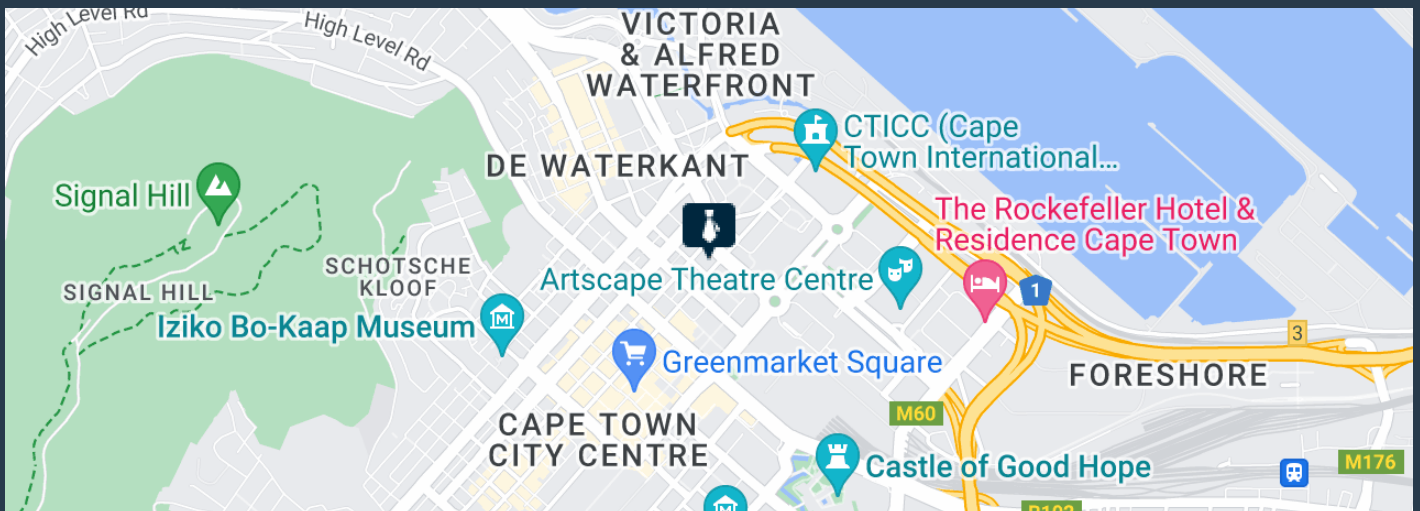 High Level Rd
High Level Rd
VICTORIA
& ALFRED
WATERFRONT
CTICC (Cape
Town International...
DE WATERKANT
Signal Hill
The Rockefeller Hotel &
Residence Cape Town
SCHOTSCHE
KLOOF
Artscape Theatre Centre
SIGNAL HILL
1
Iziko Bo-Kaap Museum
M
3
Greenmarket Square
FORESHORE
M60
CAPE TOWN
CITY CENTRE
Castle of Good Hope
M176
R102